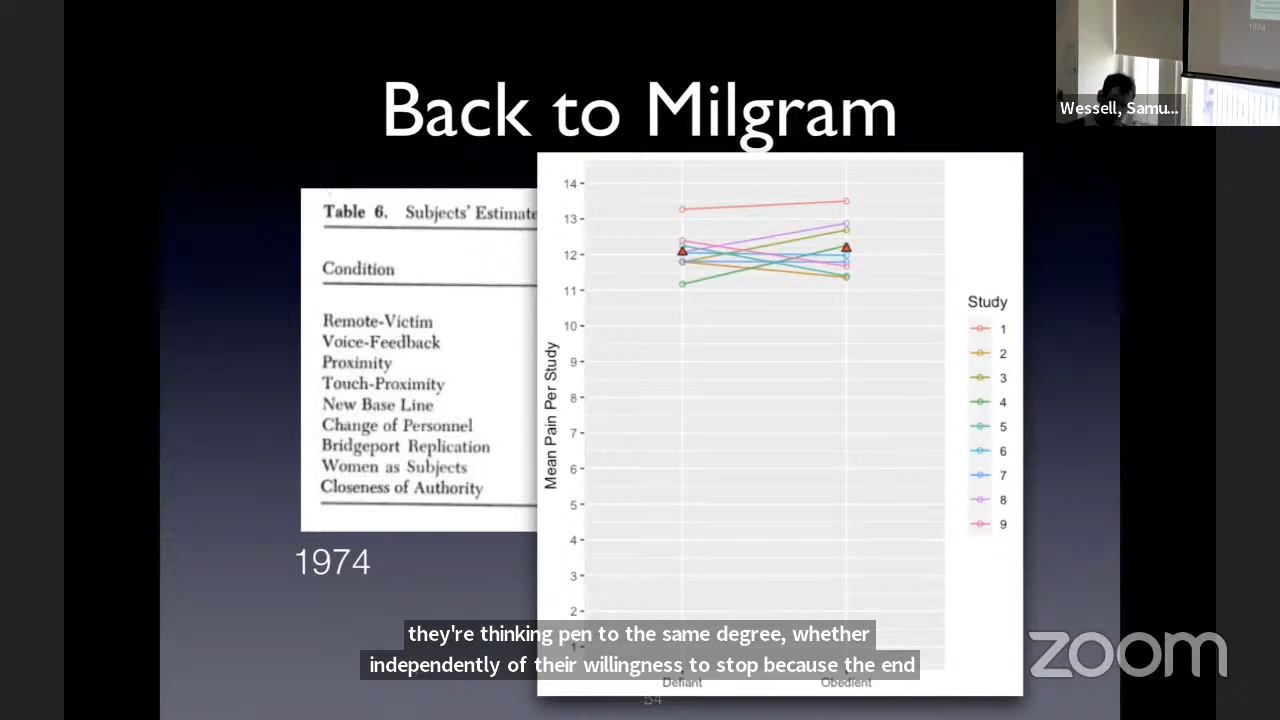 Back to Milgram
Wessell, Samu...
1974
Table 6. Subjects' Estimate
Condition
Remote-Victim
Voice-Feedback
Proximity
Touch-Proximity
New Base Line
Change of Personnel
Bridgeport Replication
Women as Subjects
Closeness of Authority
1974
Mean Pain Per Study
14
13
12
11
10
9
8
7
6
5
4
3
2
1
Defiant Obedient
Study
1
2
3
4
5
6
7
8
9
they're thinking pen to the same degree, whether
independently of their willingness to stop because the end
54
zoom